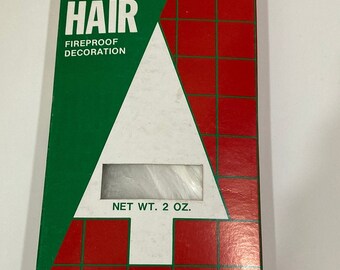 HAIR
FIREPROOF
DECORATION
NET WT. 2 OZ.